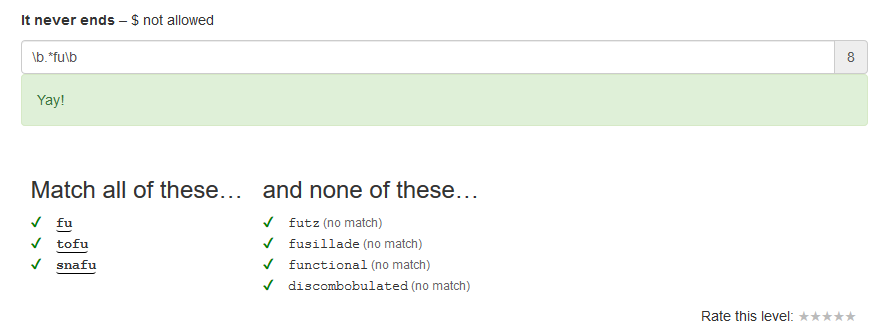 It never ends – $ not allowed
\b.*fu\b 8
Yay!
Match all of these… and none of these…
✓ fu ✓ futz (no match)
✓ tofu ✓ fusillade (no match)
✓ snafu ✓ functional (no match)
✓ discombobulated (no match)
Rate this level: ★★★★★